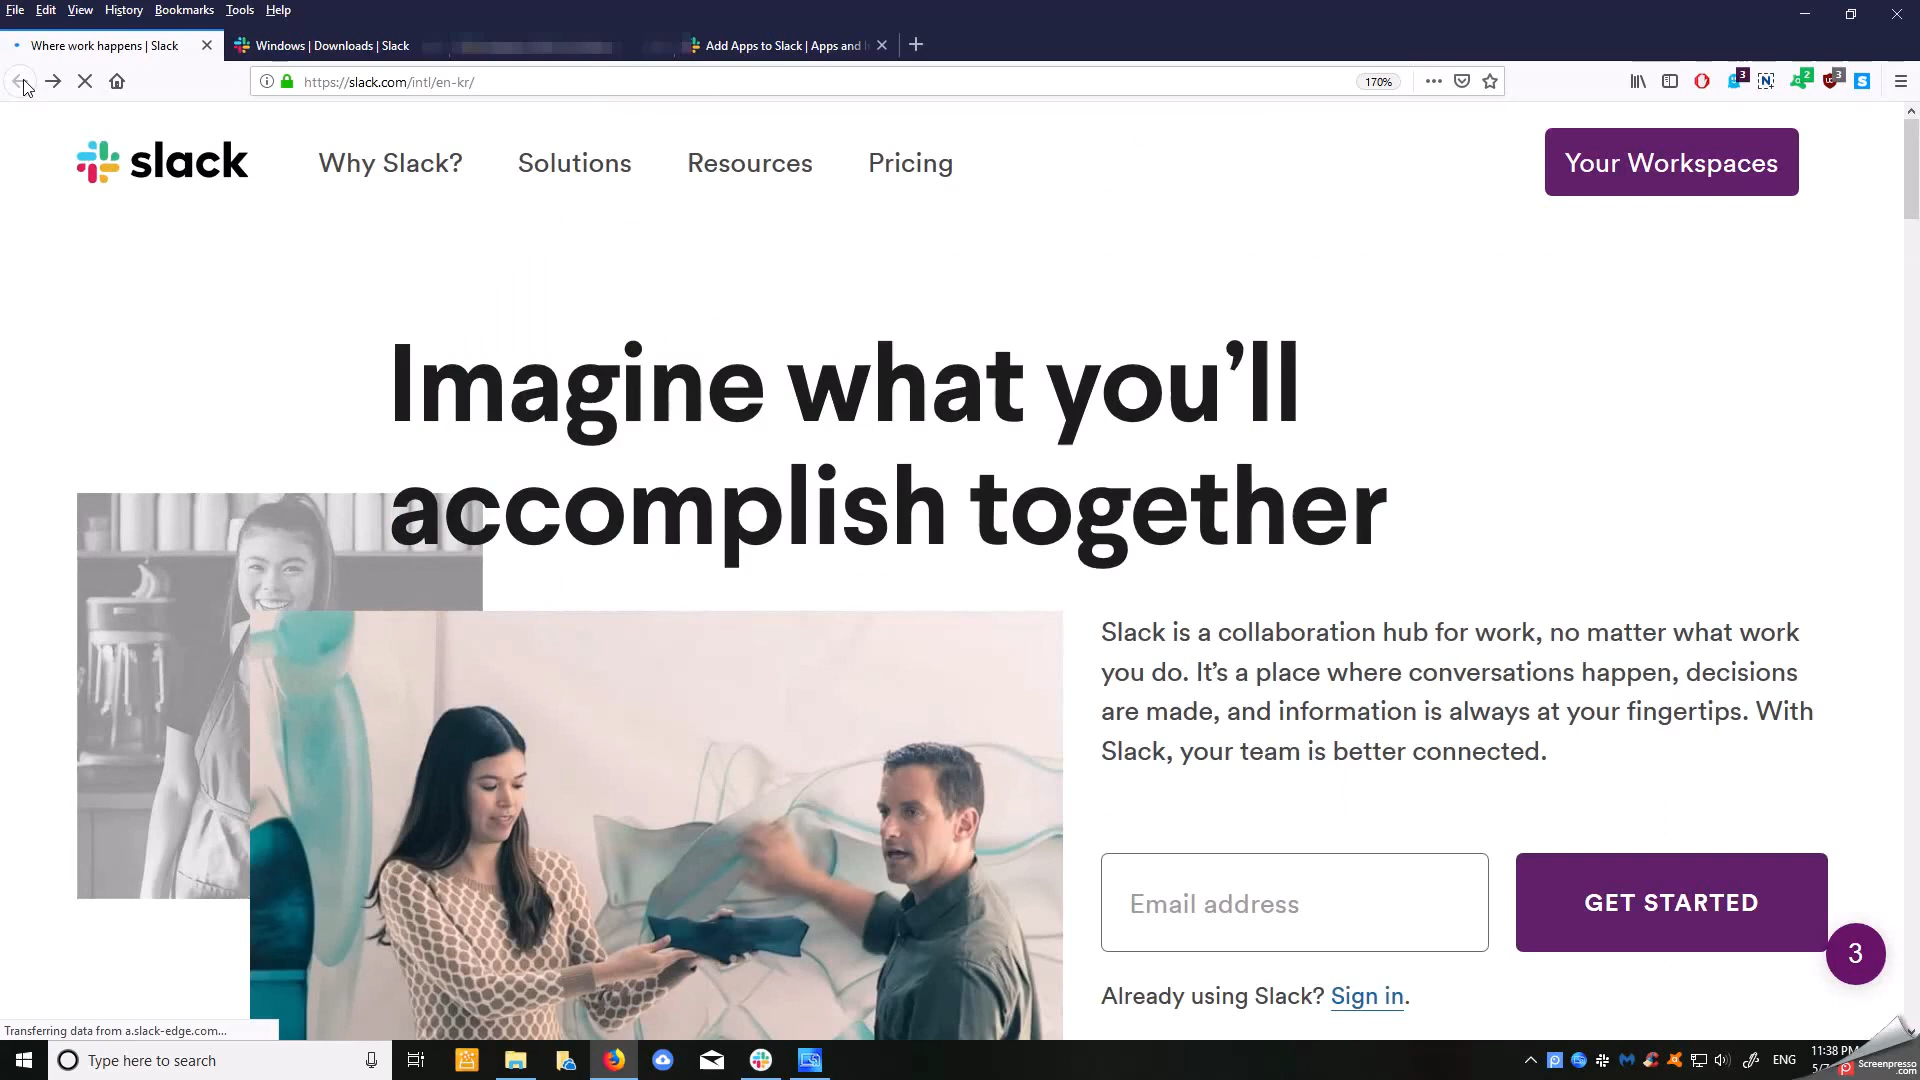 File Edit View History Bookmarks Tools Help
Where work happens | Slack
Windows | Downloads | Slack
Add Apps to Slack | Apps and
https://slack.com/intl/en-kr/
170%
3
2
3
slack
Why Slack?
Solutions
Resources
Pricing
Your Workspaces
Imagine what you’ll
accomplish together
Slack is a collaboration hub for work, no matter what work
you do. It’s a place where conversations happen, decisions
are made, and information is always at your fingertips. With
Slack, your team is better connected.
Email address
GET STARTED
3
Already using Slack? Sign in.
Transferring data from a.slack-edge.com...
Type here to search
ENG
11:38 PM
Screenpresso
.com